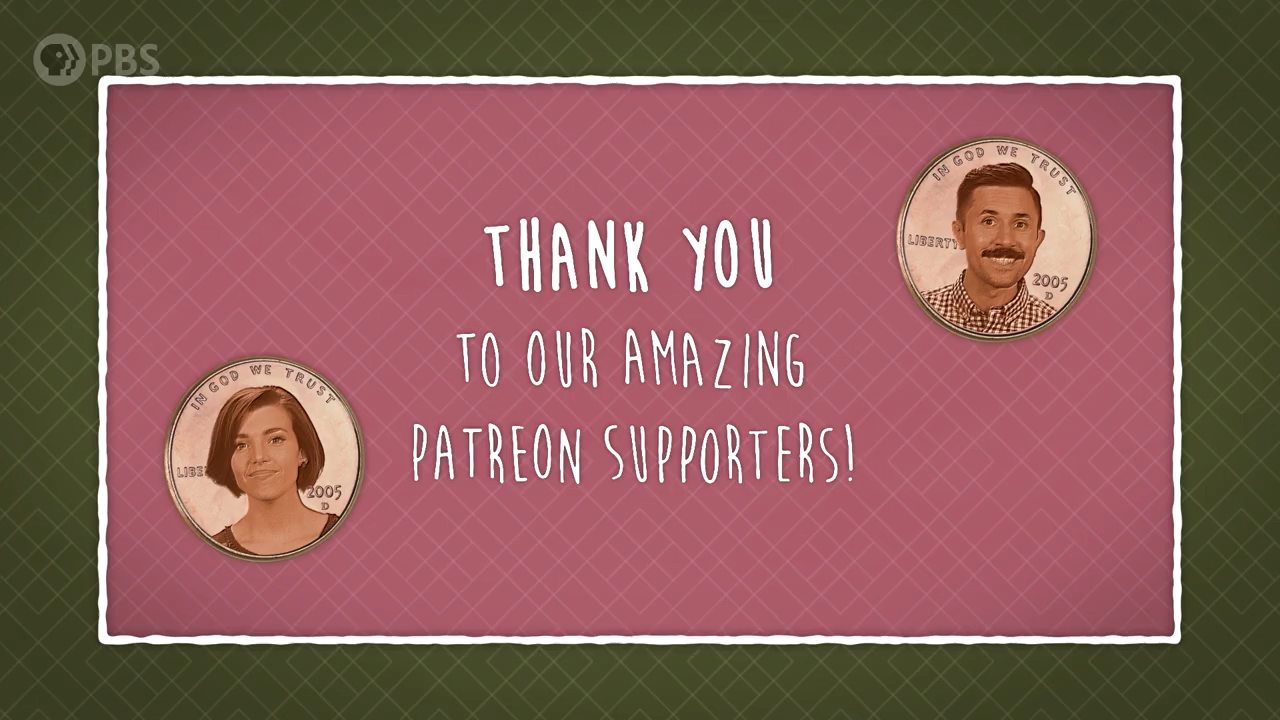 PBS
THANK YOU
TO OUR AMAZING
PATREON SUPPORTERS!
IN GOD WE TRUST
LIBERTY
2005
D
IN GOD WE TRUST
LIBE
2005
D